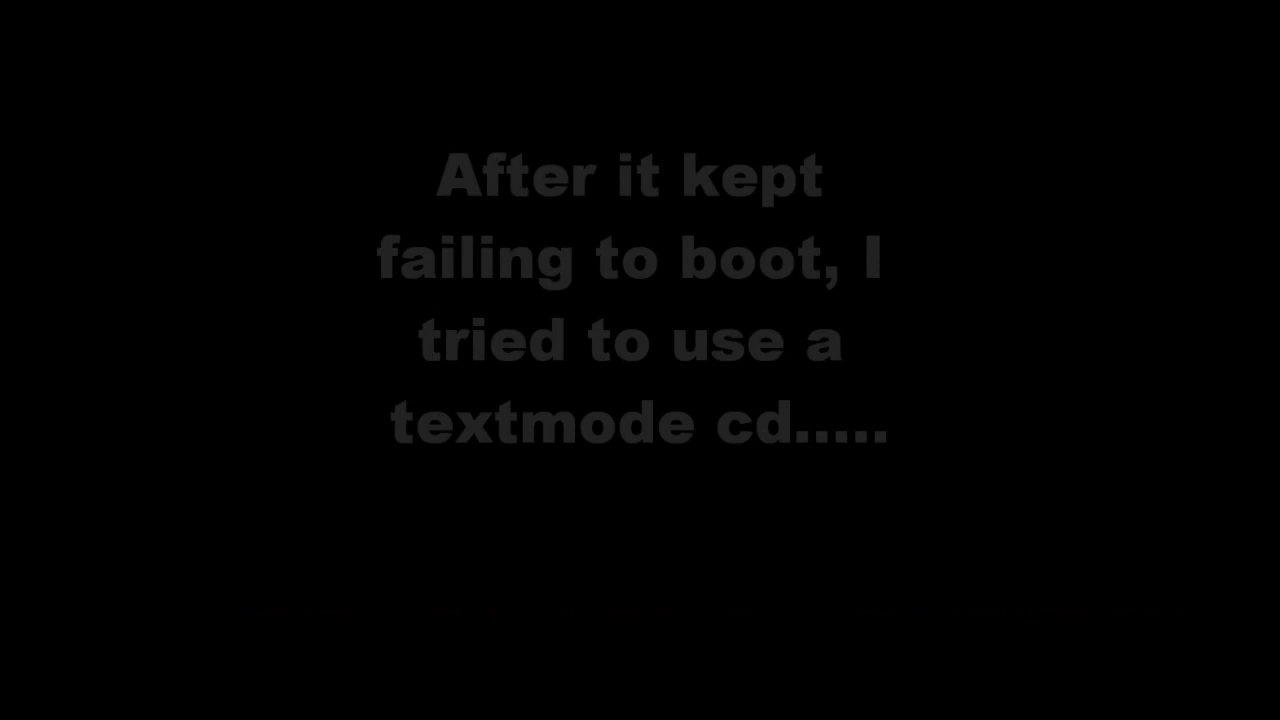 After it kept
failing to boot, I
tried to use a
textmode cd.....